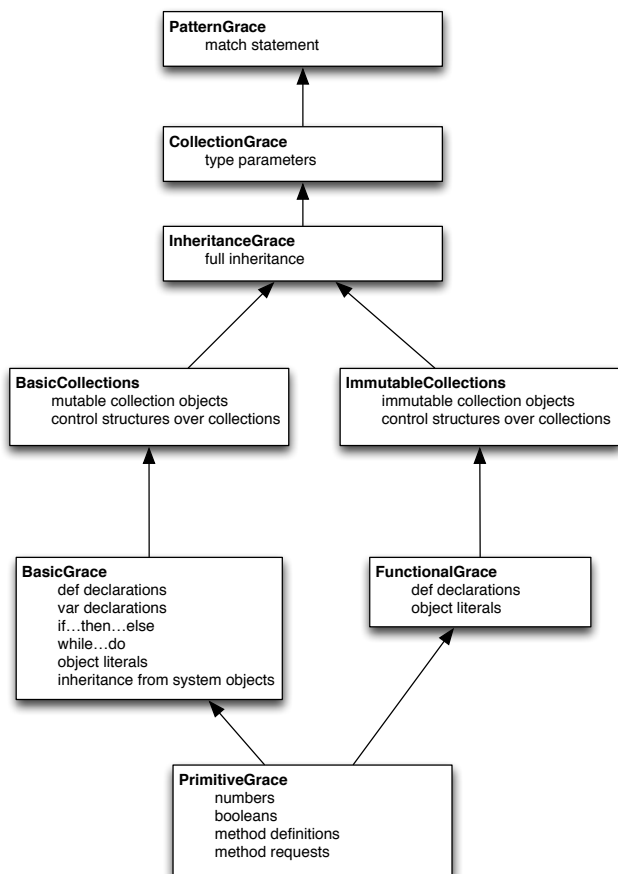 PatternGrace
match statement
CollectionGrace
type parameters
InheritanceGrace
full inheritance
BasicCollections
mutable collection objects
control structures over collections
ImmutableCollections
immutable collection objects
control structures over collections
BasicGrace
def declarations
var declarations
if…then…else
while…do
object literals
inheritance from system objects
FunctionalGrace
def declarations
object literals
PrimitiveGrace
numbers
booleans
method definitions
method requests